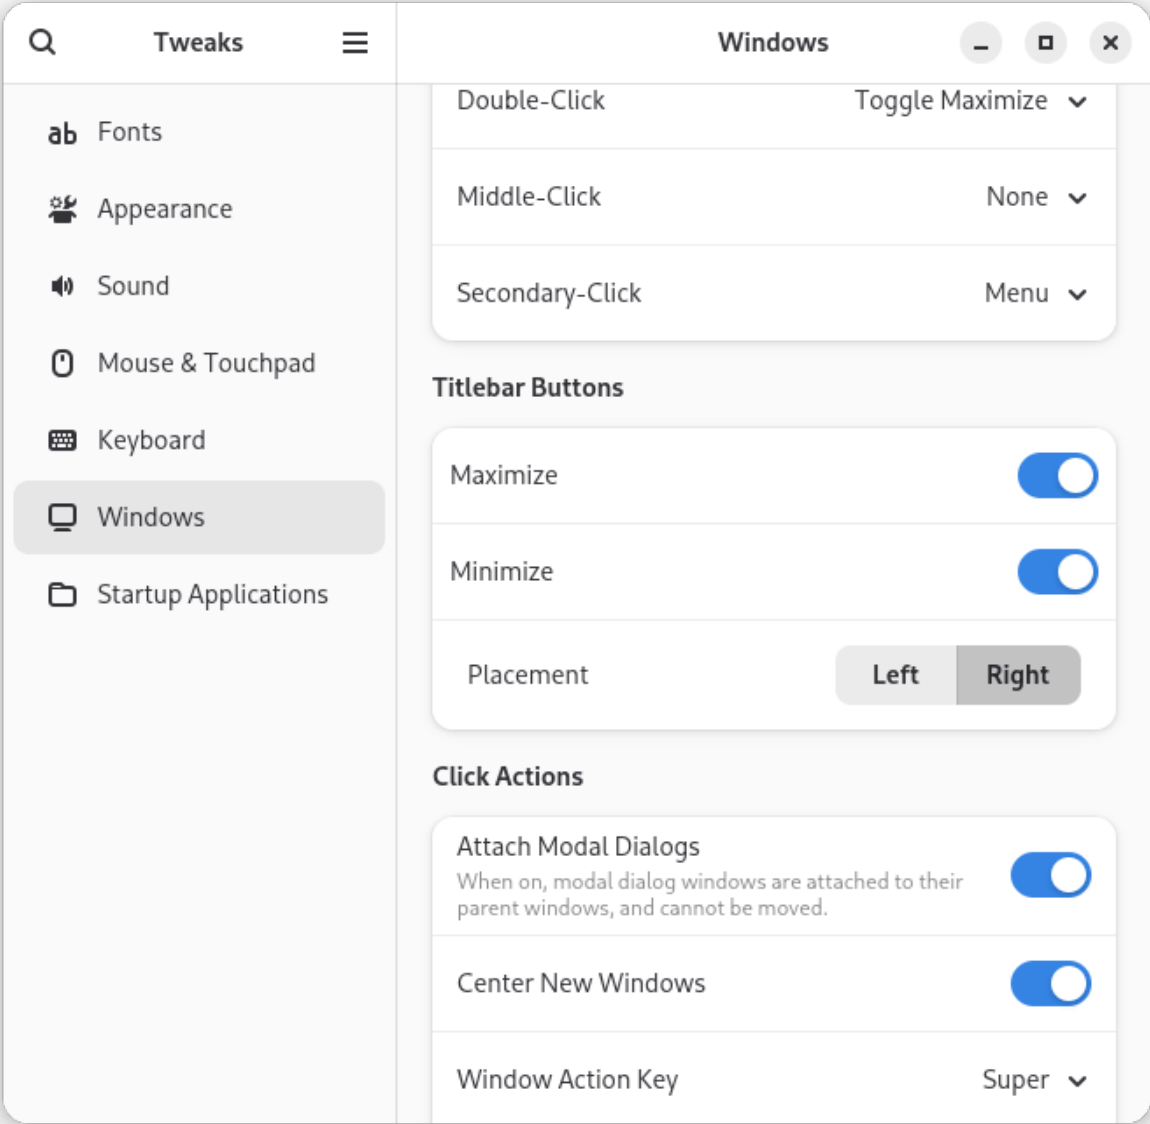 Tweaks
Windows
Fonts
Appearance
Sound
Mouse & Touchpad
Keyboard
Windows
Startup Applications
Double-Click Toggle Maximize
Middle-Click None
Secondary-Click Menu
Titlebar Buttons
Maximize
Minimize
Placement Left Right
Click Actions
Attach Modal Dialogs
When on, modal dialog windows are attached to their
parent windows, and cannot be moved.
Center New Windows
Window Action Key Super